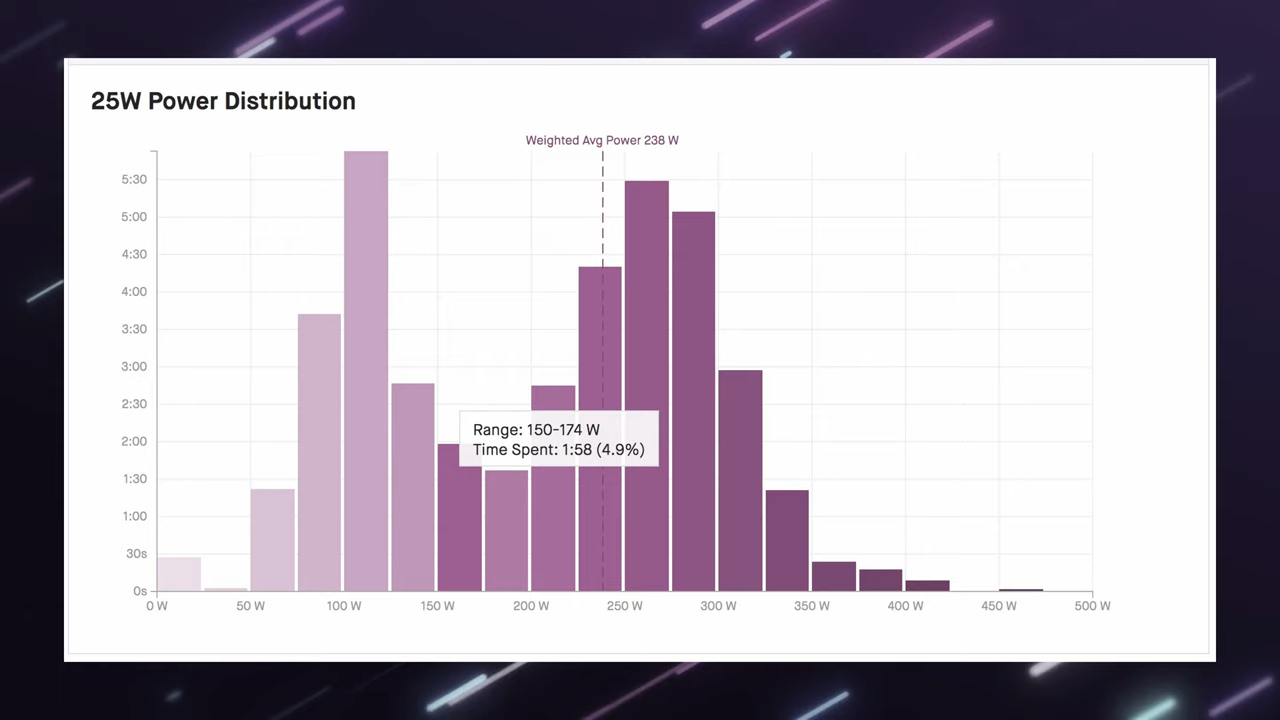 25W Power Distribution
Weighted Avg Power 238 W
5:30
5:00
4:30
4:00
3:30
3:00
2:30
2:00
1:30
1:00
30s
0s
Range: 150-174 W
Time Spent: 1:58 (4.9%)
0 W 50 W 100 W 150 W 200 W 250 W 300 W 350 W 400 W 450 W 500 W